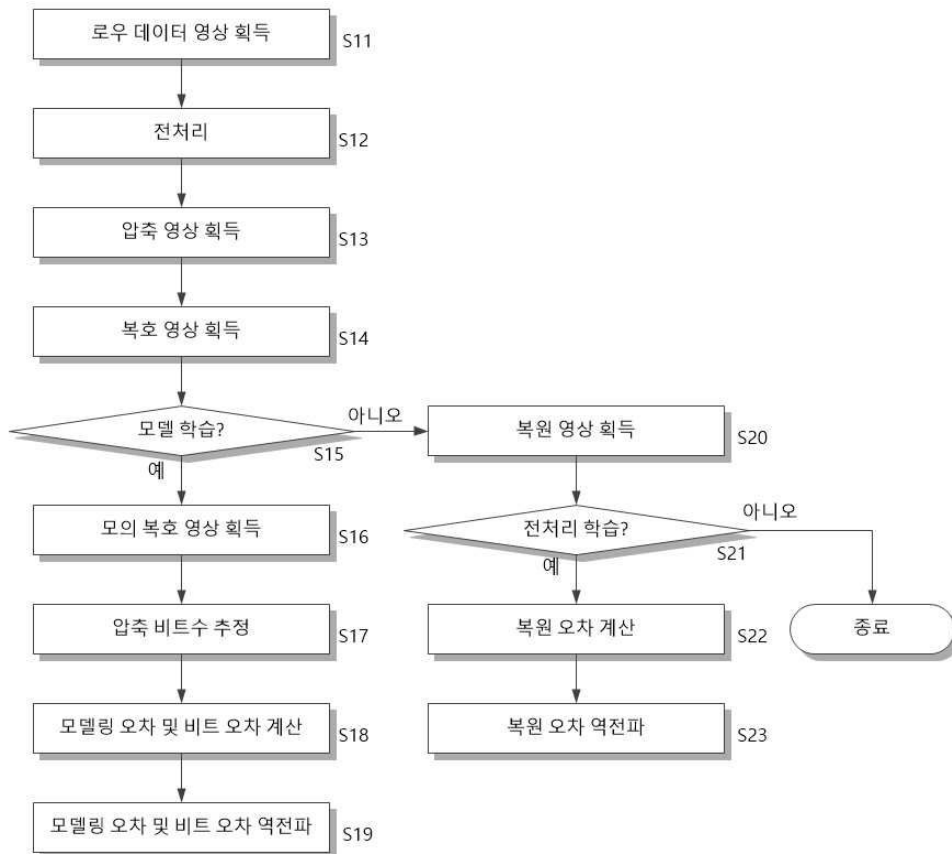 로우 데이터 영상 획득
S11
전처리
S12
압축 영상 획득
S13
복호 영상 획득
S14
모델 학습?
S15
아니오
예
복원 영상 획득
S20
모의 복호 영상 획득
S16
전처리 학습?
S21
아니오
예
압축 비트수 추정
S17
복원 오차 계산
S22
종료
모델링 오차 및 비트 오차 계산
S18
복원 오차 역전파
S23
모델링 오차 및 비트 오차 역전파
S19